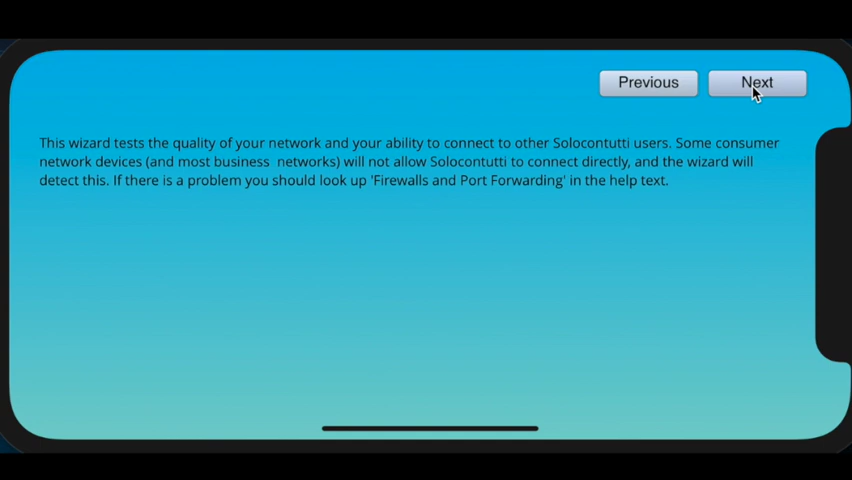 Previous
Next
This wizard tests the quality of your network and your ability to connect to other Solocontutti users. Some consumer
network devices (and most business  networks) will not allow Solocontutti to connect directly, and the wizard will
detect this. If there is a problem you should look up 'Firewalls and Port Forwarding' in the help text.